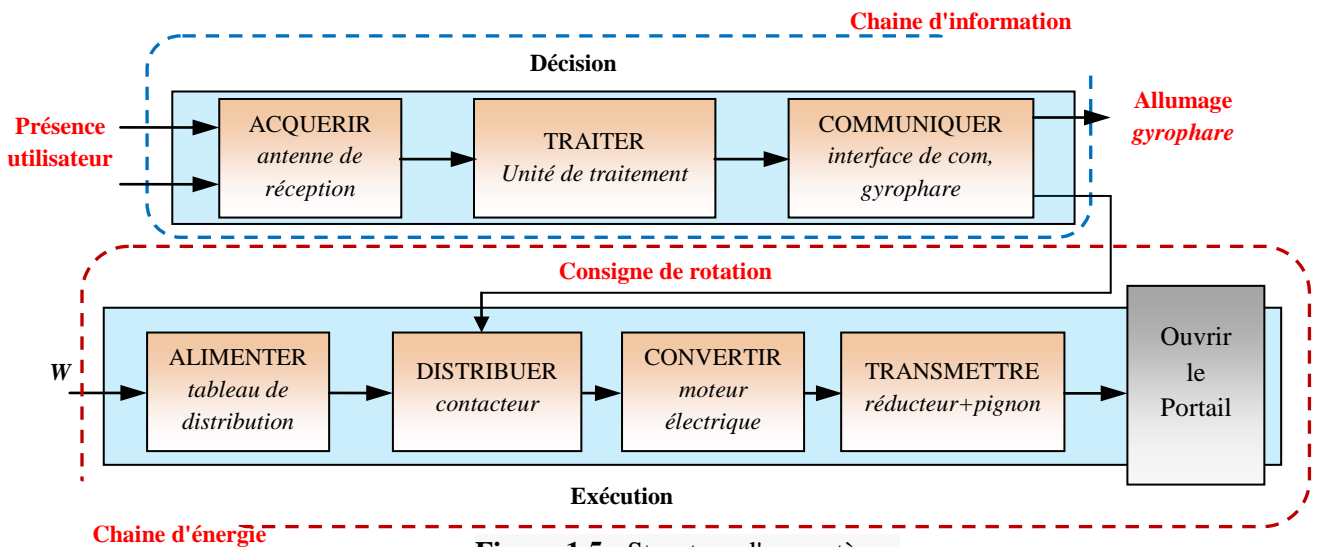 Chaine d'information
Décision
Présence
utilisateur
ACQUERIR
antenne de
réception
TRAITER
Unité de traitement
COMMUNIQUER
interface de com,
gyrophare
Allumage
gyrophare
Consigne de rotation
W
ALIMENTER
tableau de
distribution
DISTRIBUER
contacteur
CONVERTIR
moteur
électrique
TRANSMETTRE
réducteur+pignon
Ouvrir
le
Portail
Exécution
Chaine d'énergie